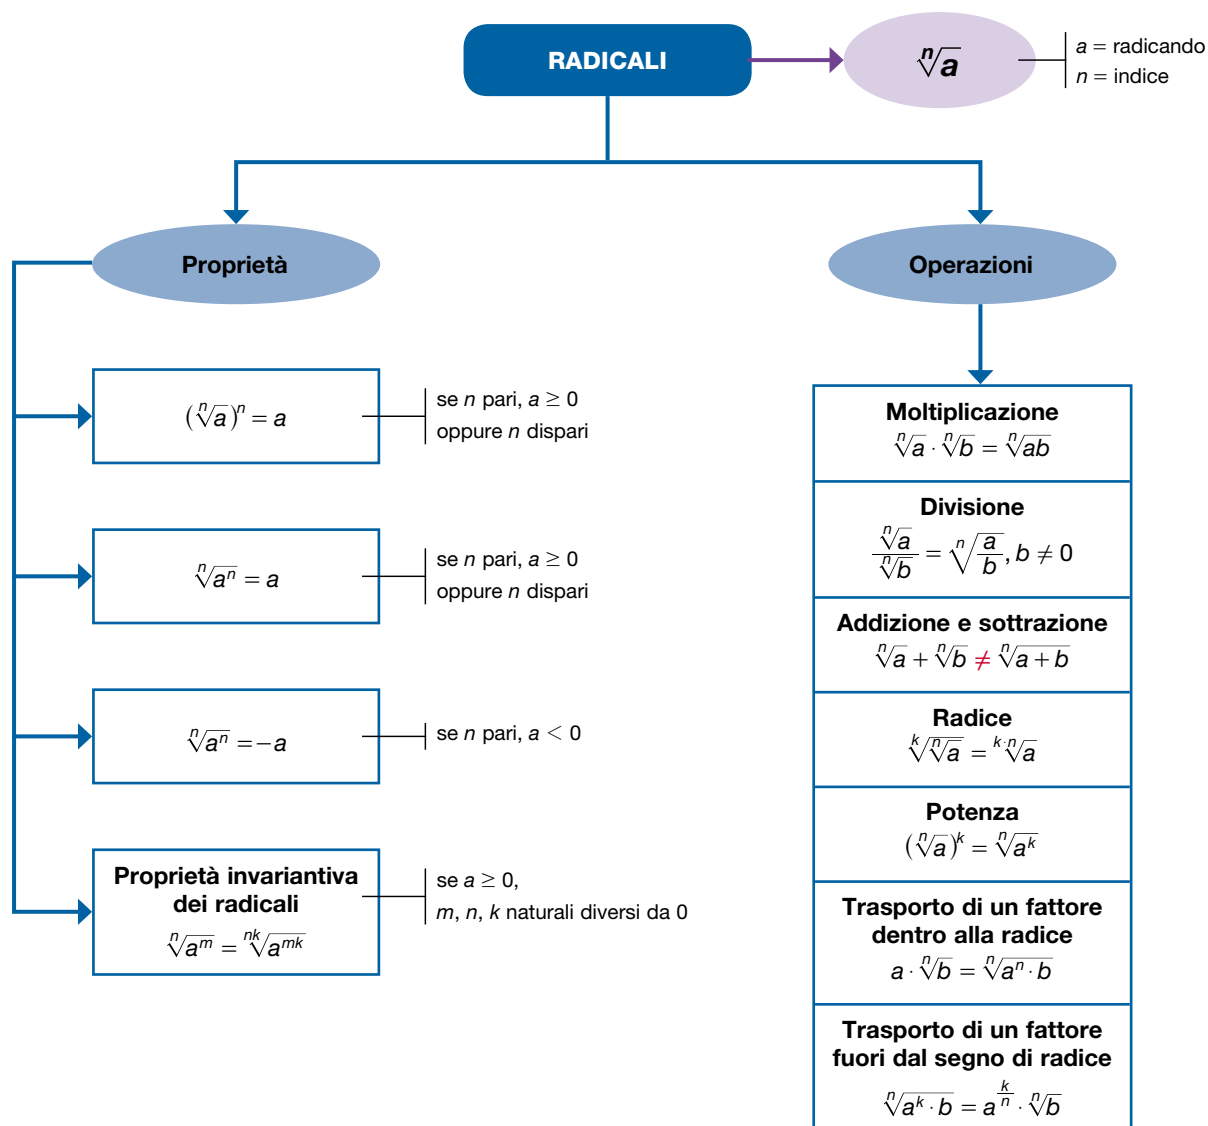 RADICALI
ⁿ√a
a = radicando
n = indice
Proprietà
(ⁿ√a)ⁿ = a
se n pari, a ≥ 0
oppure n dispari
ⁿ√(aⁿ) = a
se n pari, a ≥ 0
oppure n dispari
ⁿ√(aⁿ) = −a
se n pari, a < 0
Proprietà invariantiva
dei radicali
ⁿ√(aᵐ) = ⁿᵏ√(aᵐᵏ)
se a ≥ 0,
m, n, k naturali diversi da 0
Operazioni
Moltiplicazione
ⁿ√a · ⁿ√b = ⁿ√(ab)
Divisione
ⁿ√a / ⁿ√b = ⁿ√(a/b), b ≠ 0
Addizione e sottrazione
ⁿ√a + ⁿ√b ≠ ⁿ√(a + b)
Radice
ᵏ√(ⁿ√a) = ᵏ·ⁿ√a
Potenza
(ⁿ√a)ᵏ = ⁿ√(aᵏ)
Trasporto di un fattore
dentro alla radice
a · ⁿ√b = ⁿ√(aⁿ · b)
Trasporto di un fattore
fuori dal segno di radice
ⁿ√(aᵏ · b) = a^(k/n) · ⁿ√b